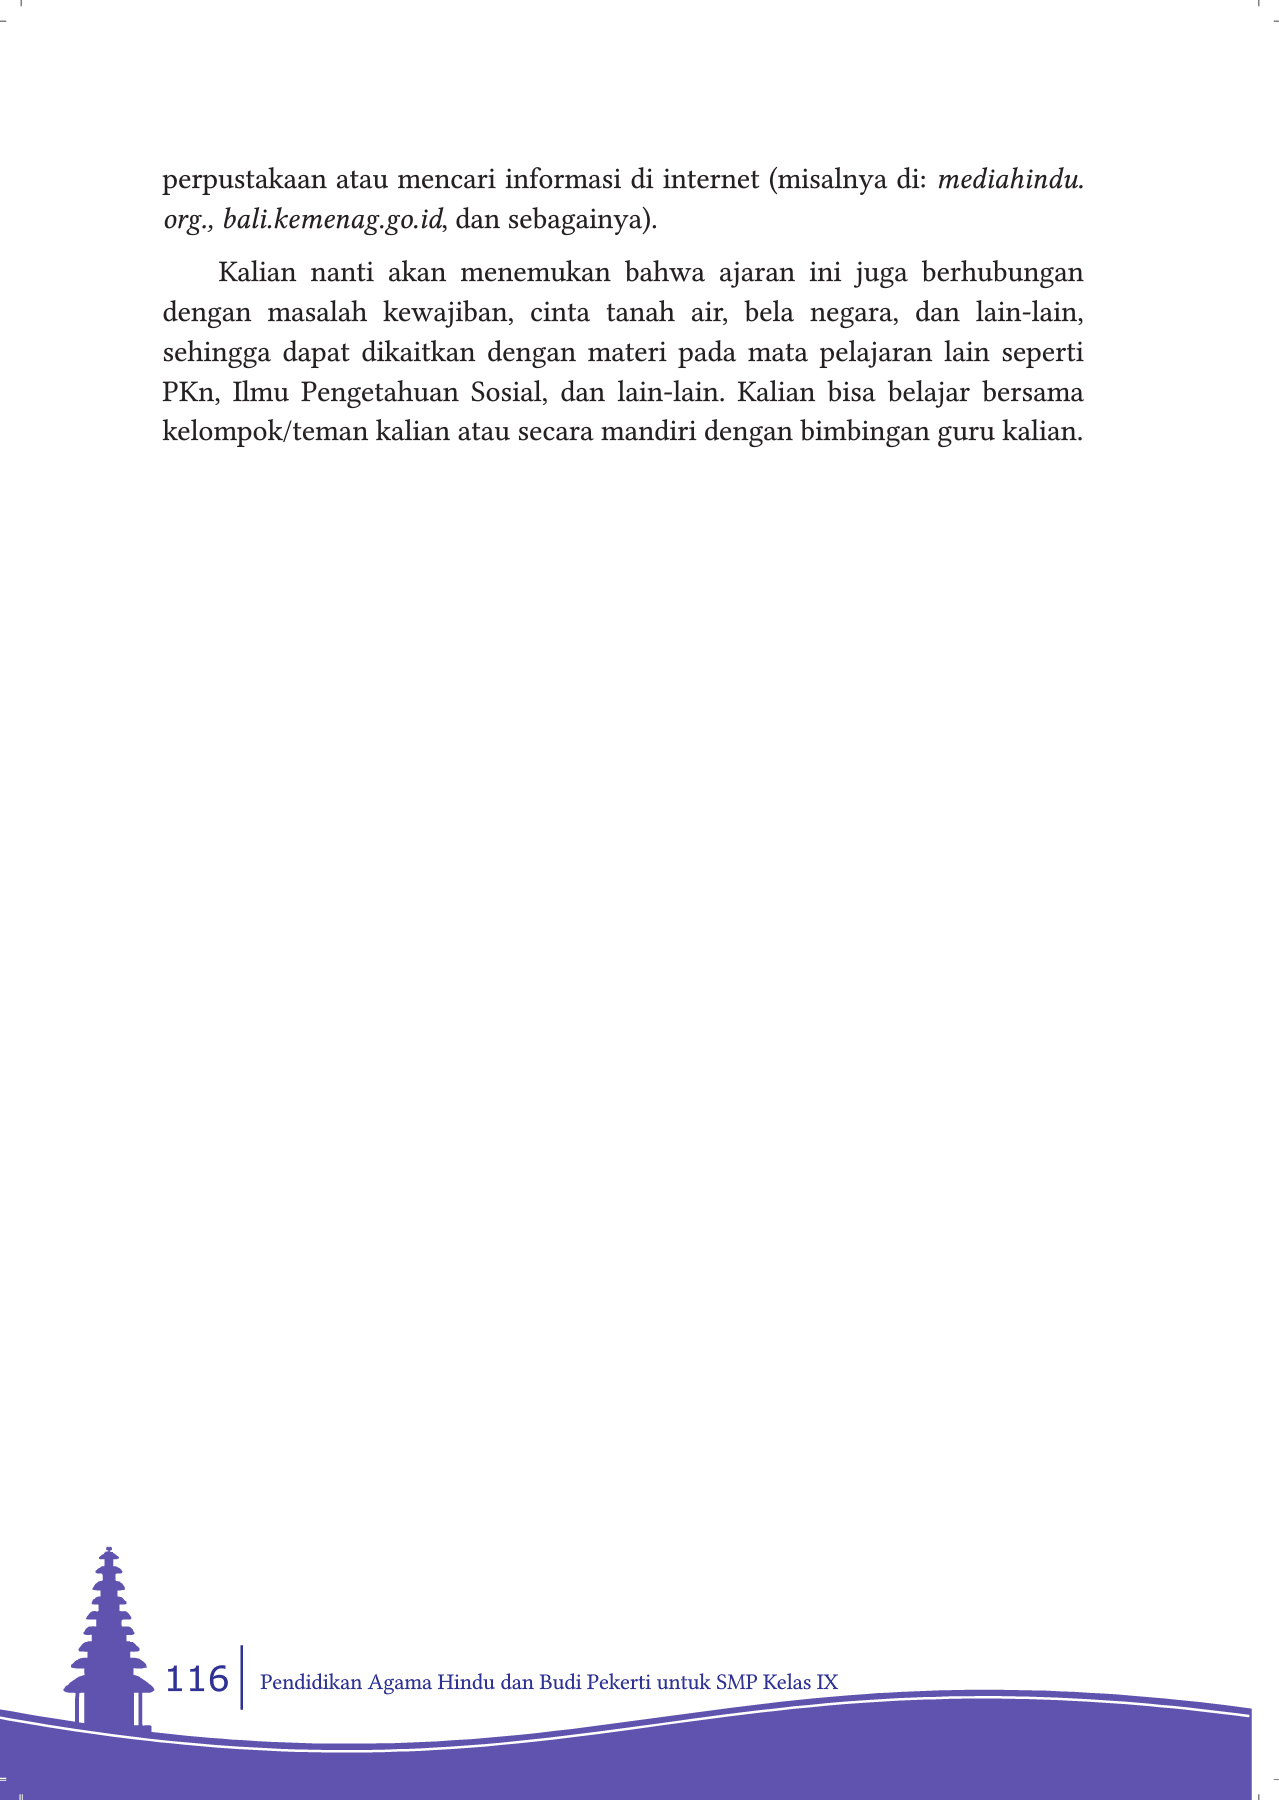 perpustakaan atau mencari informasi di internet (misalnya di: mediahindu.
org., bali.kemenag.go.id, dan sebagainya).
Kalian nanti akan menemukan bahwa ajaran ini juga berhubungan
dengan masalah kewajiban, cinta tanah air, bela negara, dan lain-lain,
sehingga dapat dikaitkan dengan materi pada mata pelajaran lain seperti
PKn, Ilmu Pengetahuan Sosial, dan lain-lain. Kalian bisa belajar bersama
kelompok/teman kalian atau secara mandiri dengan bimbingan guru kalian.
116
Pendidikan Agama Hindu dan Budi Pekerti untuk SMP Kelas IX